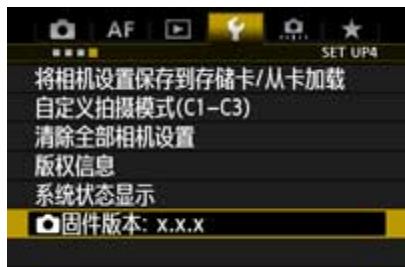 AF
SET UP4
将相机设置保存到存储卡/从卡加载
自定义拍摄模式(C1-C3)
清除全部相机设置
版权信息
系统状态显示
固件版本: x.x.x